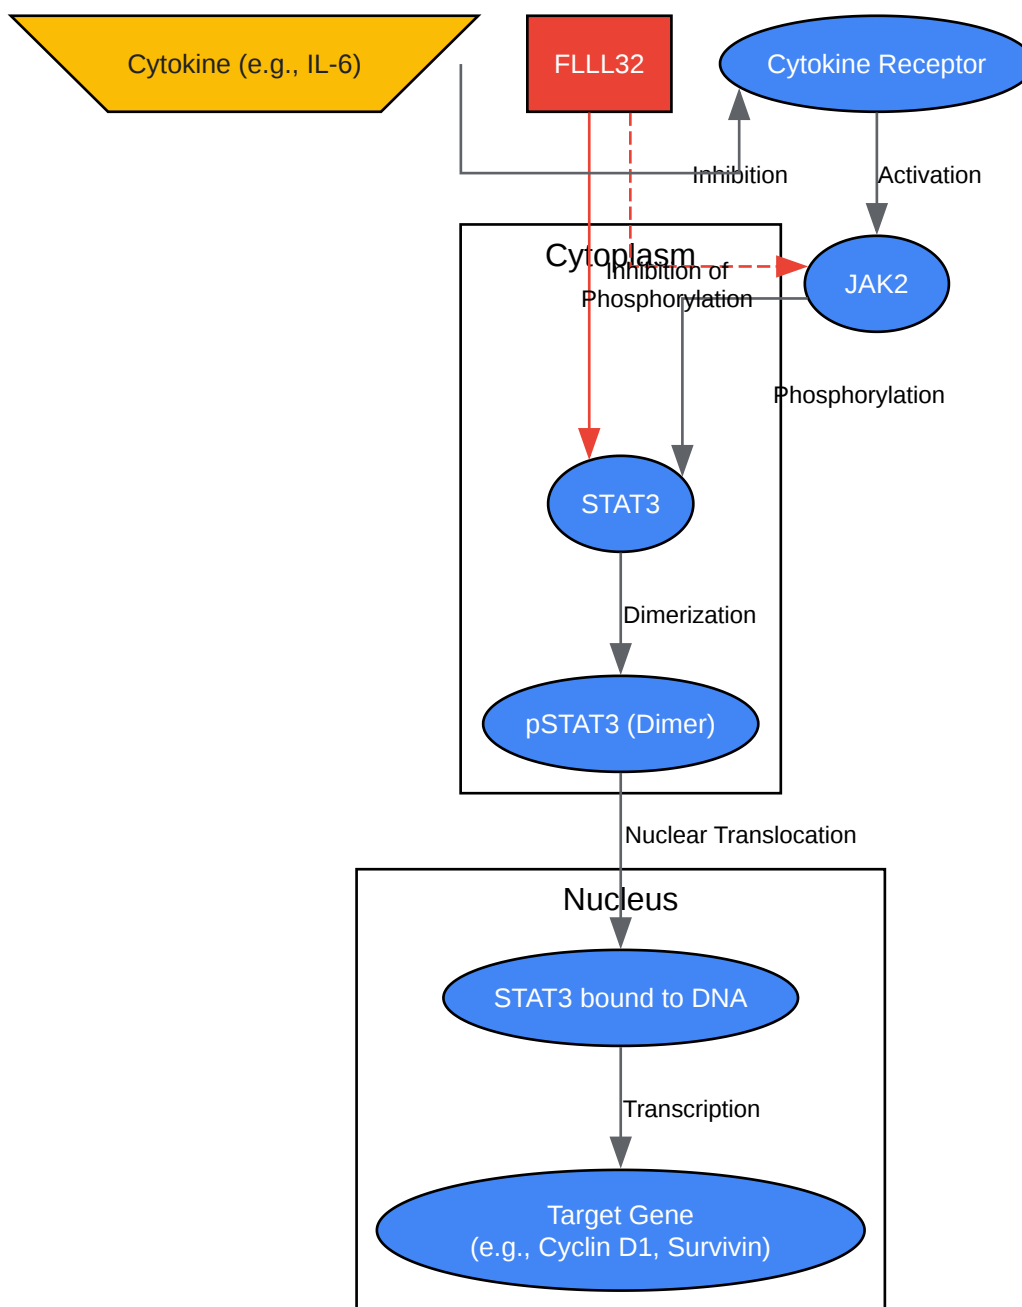 Cytokine (e.g., IL-6)
FLLL32
Cytokine Receptor
Inhibition
Activation
Cytoplasm
Inhibition of
Phosphorylation
JAK2
Phosphorylation
STAT3
Dimerization
pSTAT3 (Dimer)
Nuclear Translocation
Nucleus
STAT3 bound to DNA
Transcription
Target Gene
(e.g., Cyclin D1, Survivin)